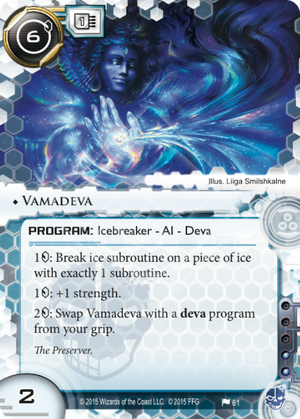 6
1
Illus. Liiga Smilshkalne
VAMADEVA
PROGRAM: Icebreaker - AI - Deva
1: Break ice subroutine on a piece of ice
with exactly 1 subroutine.
1: +1 strength.
2: Swap Vamadeva with a deva program
from your grip.
The Preserver.
2
© 2015 Wizards of the Coast LLC. © 2015 FFG
61